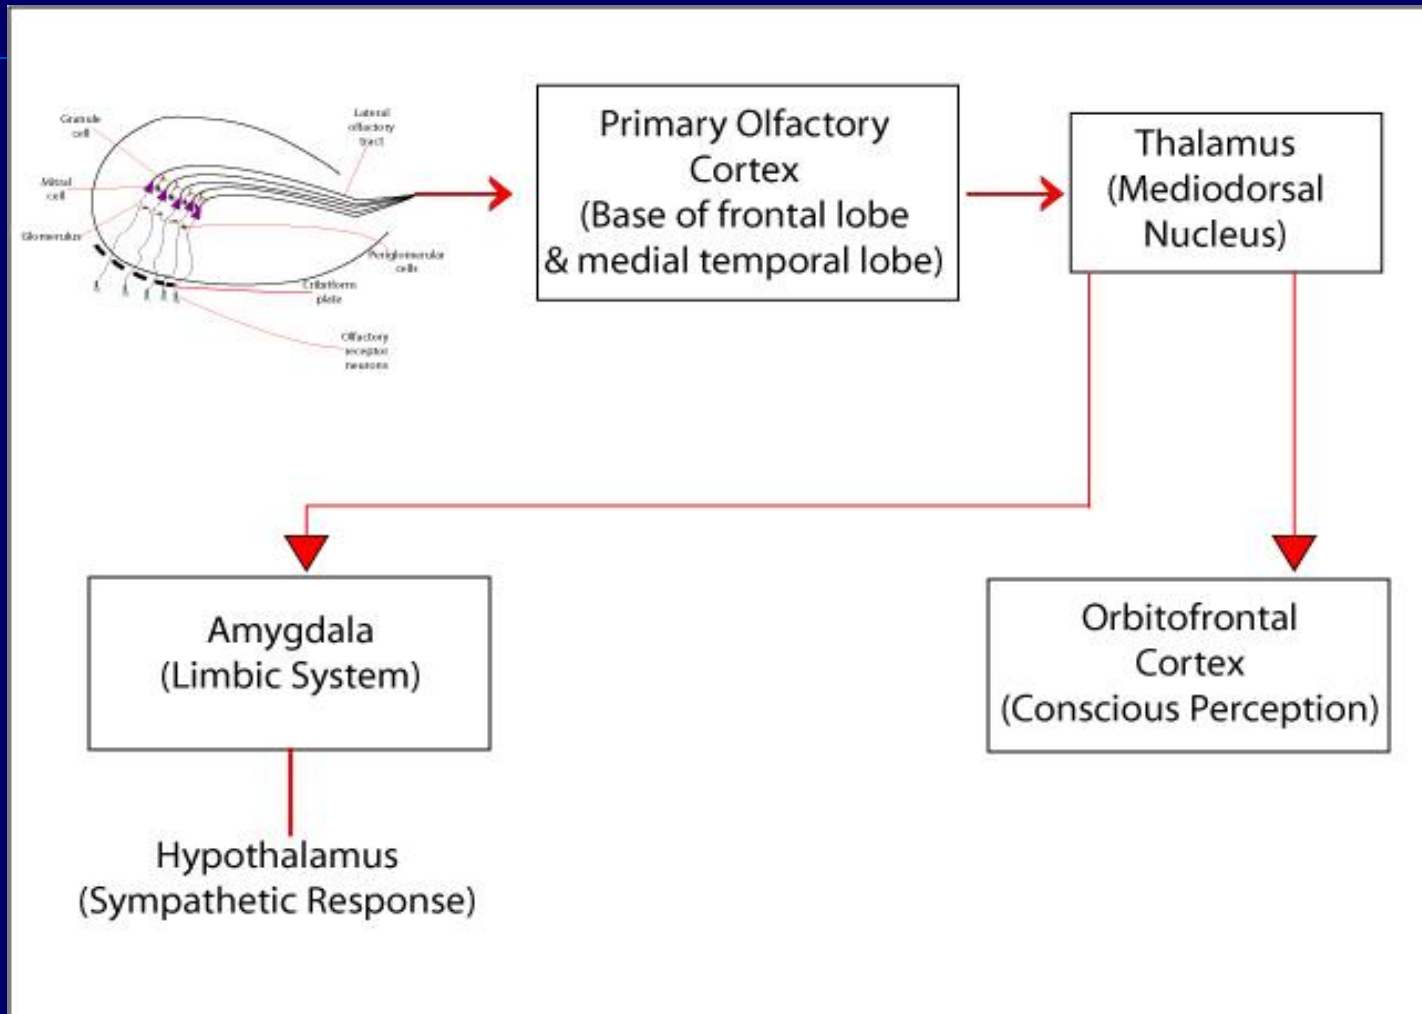 Granule
cell
Lateral
olfactory
tract
Mitral
cell
Glomerulus
Periglomerular
cells
Cribriform
plate
Olfactory
receptor
neurons
Primary Olfactory
Cortex
(Base of frontal lobe
& medial temporal lobe)
Thalamus
(Mediodorsal
Nucleus)
Amygdala
(Limbic System)
Orbitofrontal
Cortex
(Conscious Perception)
Hypothalamus
(Sympathetic Response)